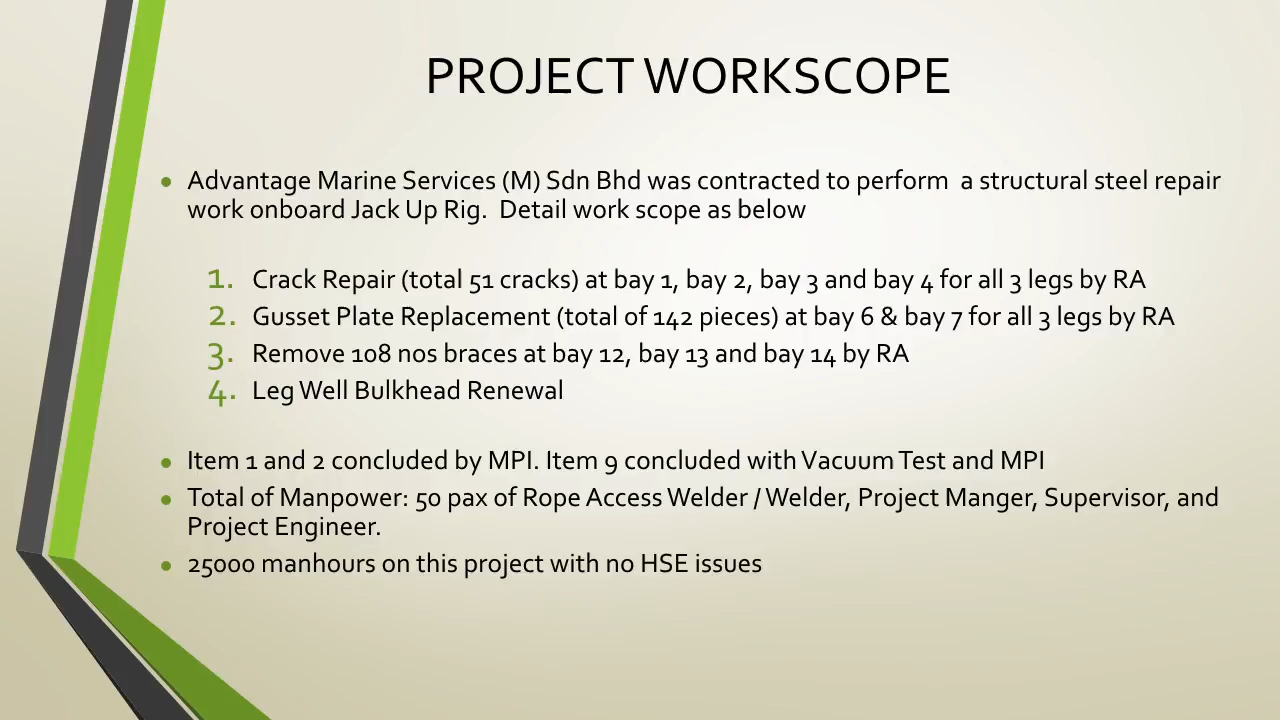 PROJECT WORKSCOPE
• Advantage Marine Services (M) Sdn Bhd was contracted to perform  a structural steel repair
work onboard Jack Up Rig.  Detail work scope as below
1. Crack Repair (total 51 cracks) at bay 1, bay 2, bay 3 and bay 4 for all 3 legs by RA
2. Gusset Plate Replacement (total of 142 pieces) at bay 6 & bay 7 for all 3 legs by RA
3. Remove 108 nos braces at bay 12, bay 13 and bay 14 by RA
4. Leg Well Bulkhead Renewal
• Item 1 and 2 concluded by MPI. Item 9 concluded with Vacuum Test and MPI
• Total of Manpower: 50 pax of Rope Access Welder / Welder, Project Manger, Supervisor, and
Project Engineer.
• 25000 manhours on this project with no HSE issues